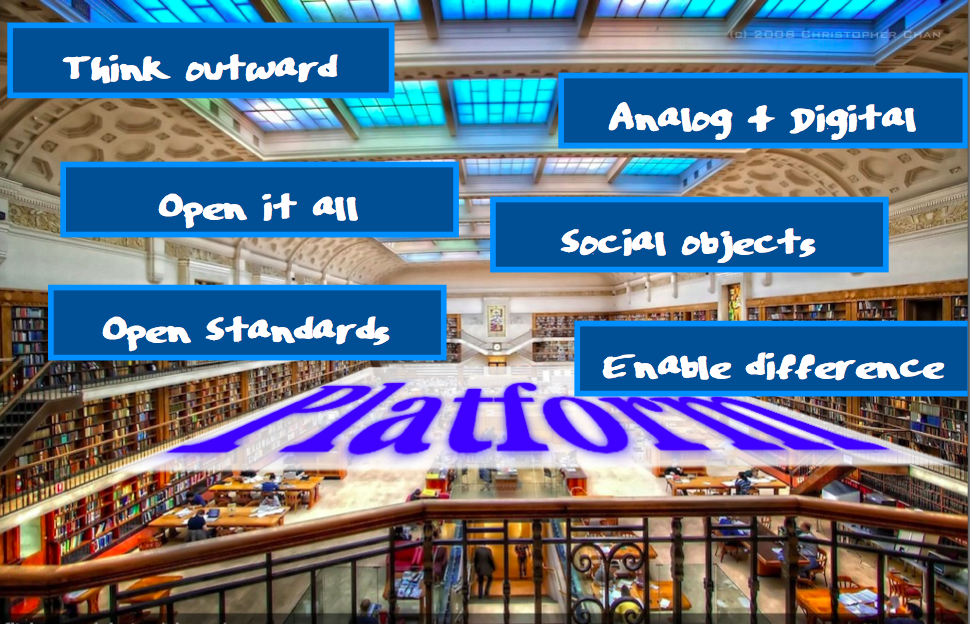 (c) 2008 Christopher Chan
Think outward
Analog + Digital
Open it all
Social objects
Open Standards
Enable difference
Platform